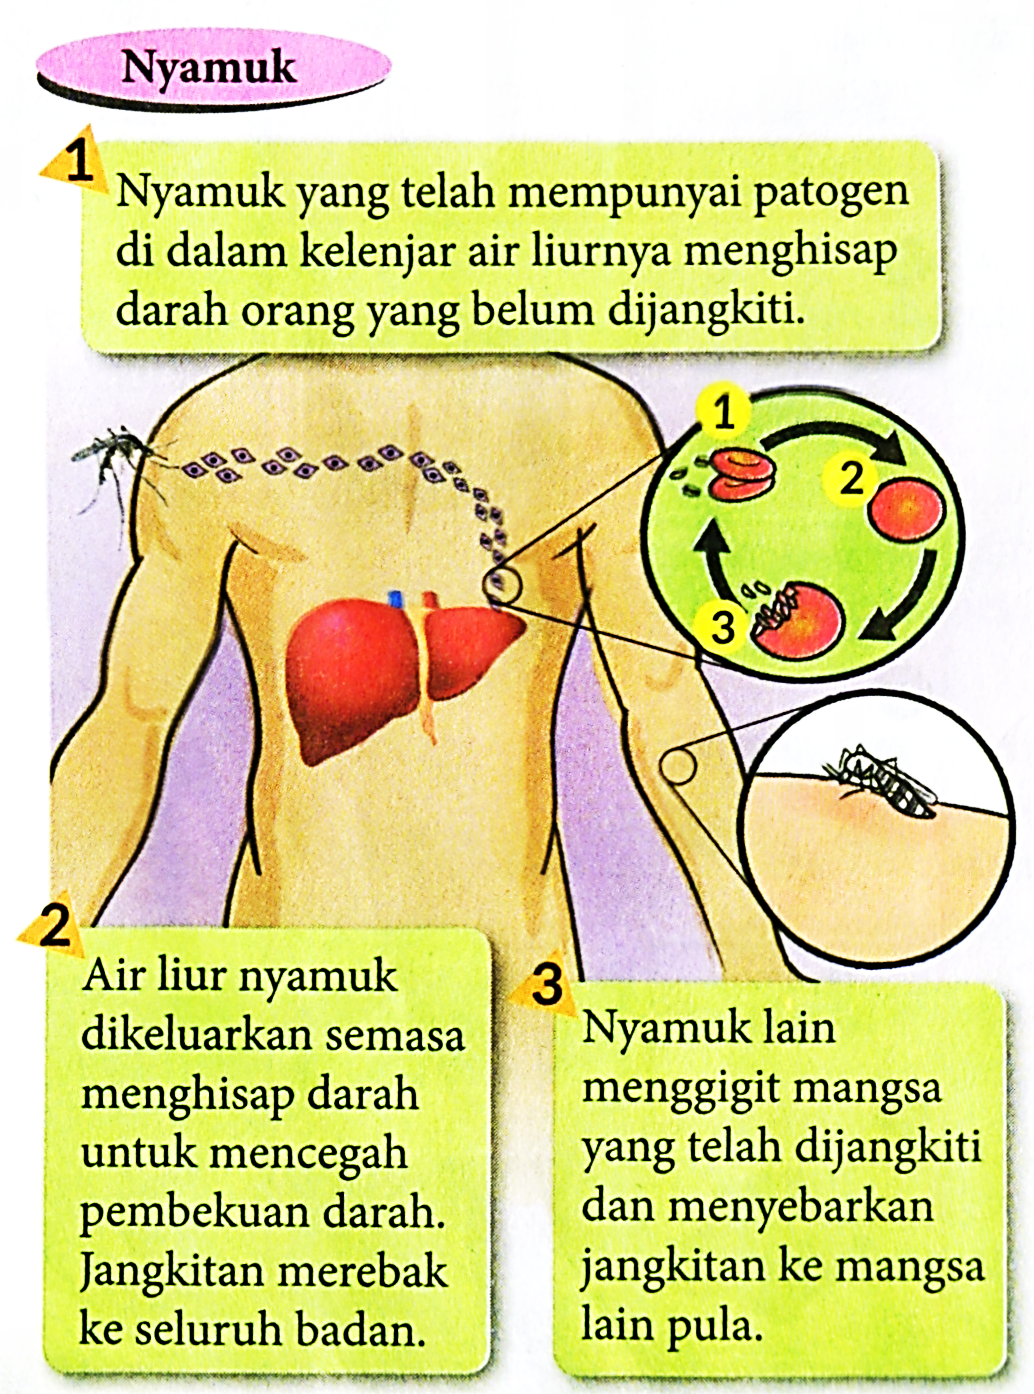 Nyamuk
1
Nyamuk yang telah mempunyai patogen
di dalam kelenjar air liurnya menghisap
darah orang yang belum dijangkiti.
1
2
3
2
Air liur nyamuk
dikeluarkan semasa
menghisap darah
untuk mencegah
pembekuan darah.
Jangkitan merebak
ke seluruh badan.
3
Nyamuk lain
menggigit mangsa
yang telah dijangkiti
dan menyebarkan
jangkitan ke mangsa
lain pula.